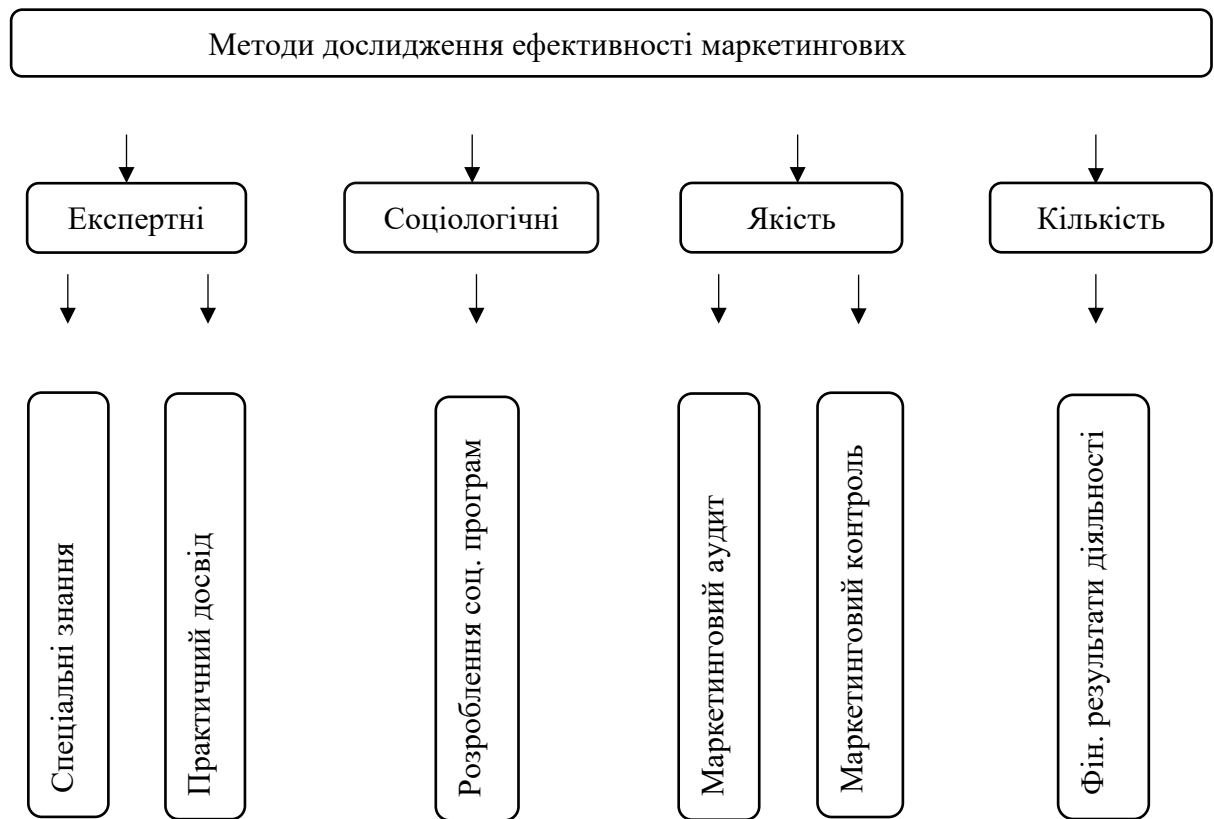 Методи дослидження ефективності маркетингових
Експертні
Соціологічні
Якість
Кількість
Спеціальні знання
Практичний досвід
Розроблення соц. програм
Маркетинговий аудит
Маркетинговий контроль
Фін. результати діяльності